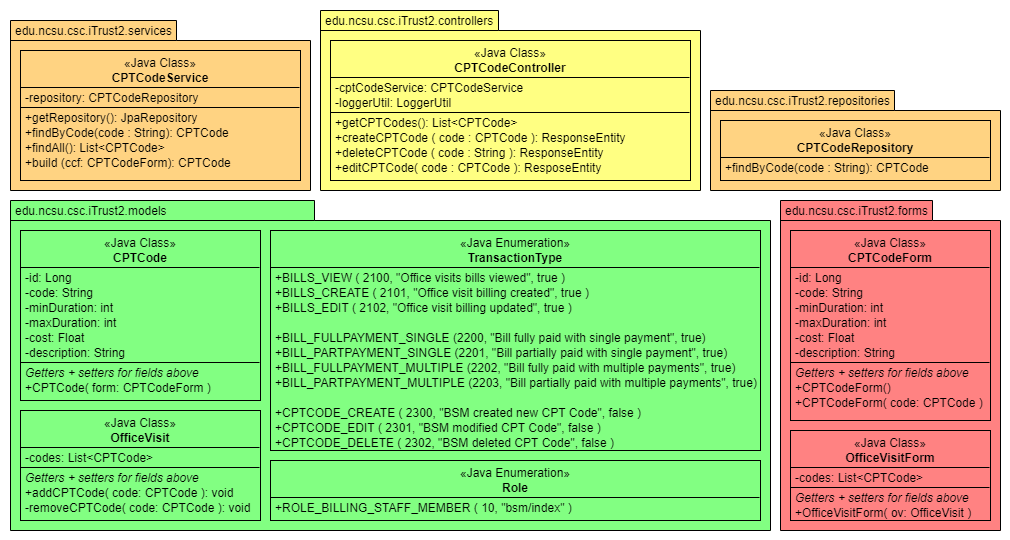 edu.ncsu.csc.iTrust2.services
«Java Class»
CPTCodeService
-repository: CPTCodeRepository
+getRepository(): JpaRepository
+findByCode(code : String): CPTCode
+findAll(): List<CPTCode>
+build (ccf: CPTCodeForm): CPTCode
edu.ncsu.csc.iTrust2.controllers
«Java Class»
CPTCodeController
-cptCodeService: CPTCodeService
-loggerUtil: LoggerUtil
+getCPTCodes(): List<CPTCode>
+createCPTCode ( code : CPTCode ): ResponseEntity
+deleteCPTCode ( code : String ): ResponseEntity
+editCPTCode( code : CPTCode ): ResposeEntity
edu.ncsu.csc.iTrust2.repositories
«Java Class»
CPTCodeRepository
+findByCode(code : String): CPTCode
edu.ncsu.csc.iTrust2.models
«Java Class»
CPTCode
-id: Long
-code: String
-minDuration: int
-maxDuration: int
-cost: Float
-description: String
Getters + setters for fields above
+CPTCode( form: CPTCodeForm )
«Java Class»
OfficeVisit
-codes: List<CPTCode>
Getters + setters for fields above
+addCPTCode( code: CPTCode ): void
-removeCPTCode( code: CPTCode ): void
«Java Enumeration»
TransactionType
+BILLS_VIEW ( 2100, "Office visits bills viewed", true )
+BILLS_CREATE ( 2101, "Office visit billing created", true )
+BILLS_EDIT ( 2102, "Office visit billing updated", true )
+BILL_FULLPAYMENT_SINGLE (2200, "Bill fully paid with single payment", true)
+BILL_PARTPAYMENT_SINGLE (2201, "Bill partially paid with single payment", true)
+BILL_FULLPAYMENT_MULTIPLE (2202, "Bill fully paid with multiple payments", true)
+BILL_PARTPAYMENT_MULTIPLE (2203, "Bill partially paid with multiple payments", true)
+CPTCODE_CREATE ( 2300, "BSM created new CPT Code", false )
+CPTCODE_EDIT ( 2301, "BSM modified CPT Code", false )
+CPTCODE_DELETE ( 2302, "BSM deleted CPT Code", false )
«Java Enumeration»
Role
+ROLE_BILLING_STAFF_MEMBER ( 10, "bsm/index" )
edu.ncsu.csc.iTrust2.forms
«Java Class»
CPTCodeForm
-id: Long
-code: String
-minDuration: int
-maxDuration: int
-cost: Float
-description: String
Getters + setters for fields above
+CPTCodeForm()
+CPTCodeForm( code: CPTCode )
«Java Class»
OfficeVisitForm
-codes: List<CPTCode>
Getters + setters for fields above
+OfficeVisitForm( ov: OfficeVisit )